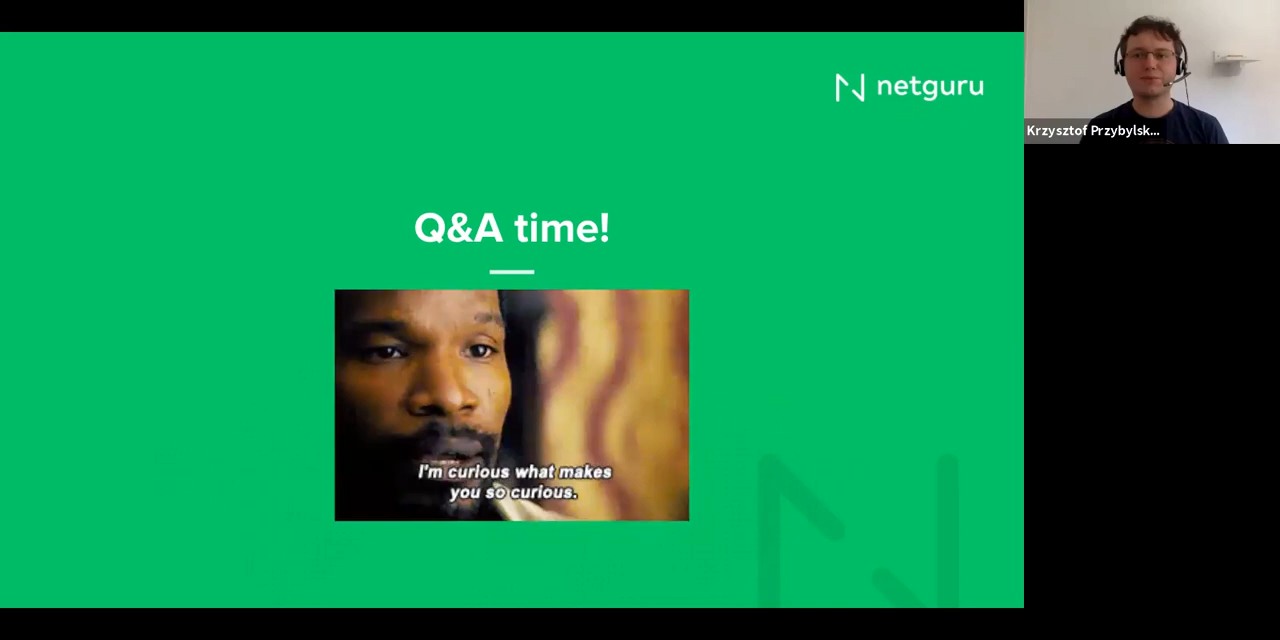 netguru
Krzysztof Przybylsk...
Q&A time!
I'm curious what makes
you so curious.